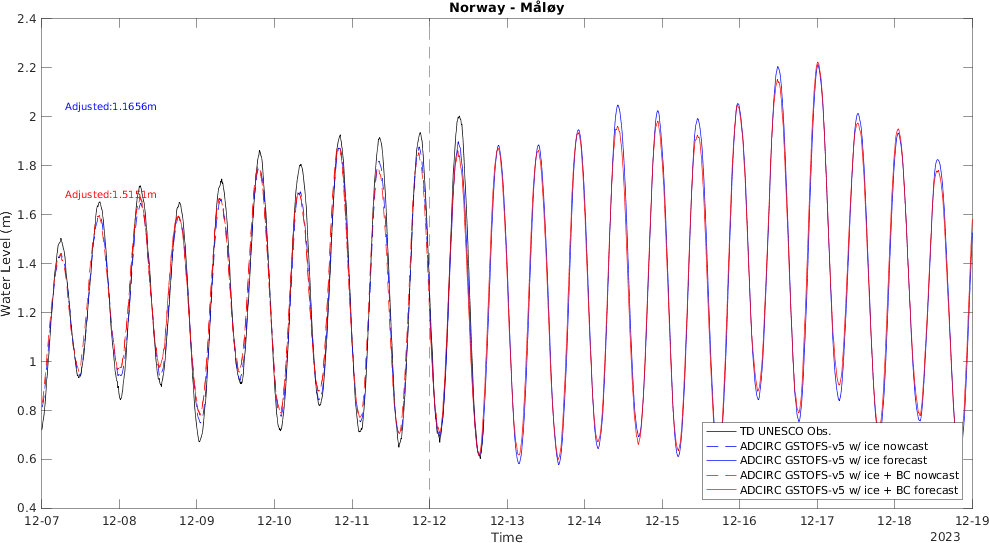 Norway - Måløy
2.4
2.2
2
1.8
1.6
1.4
1.2
1
0.8
0.6
0.4
Water Level (m)
Adjusted:1.1656m
TD UNESCO Obs.
ADCIRC GSTOFS-v5 w/ ice nowcast
ADCIRC GSTOFS-v5 w/ ice forecast
ADCIRC GSTOFS-v5 w/ ice + BC nowcast
ADCIRC GSTOFS-v5 w/ ice + BC forecast
12-07 12-08 12-09 12-10 12-11 12-12 12-13 12-14 12-15 12-16 12-17 12-18 12-19
Time
2023